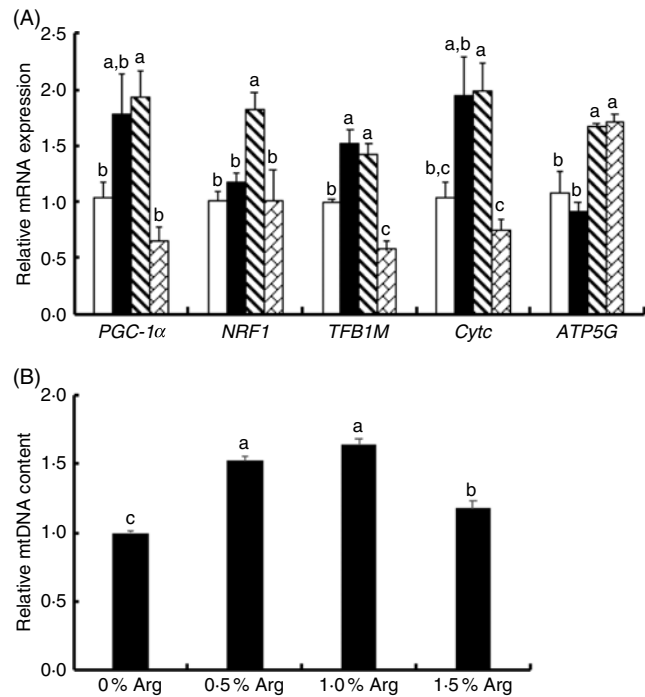 (A)
2·5
2·0
1·5
1·0
0·5
0·0
Relative mRNA expression
b
a,b
a
b
b
b
a
b
b
a
a
c
b,c
a,b
a
c
b
b
a
a
PGC-1α NRF1 TFB1M Cytc ATP5G
(B)
2·0
1·5
1·0
0·5
0·0
Relative mtDNA content
c
a
a
b
0 % Arg 0·5 % Arg 1·0 % Arg 1·5 % Arg